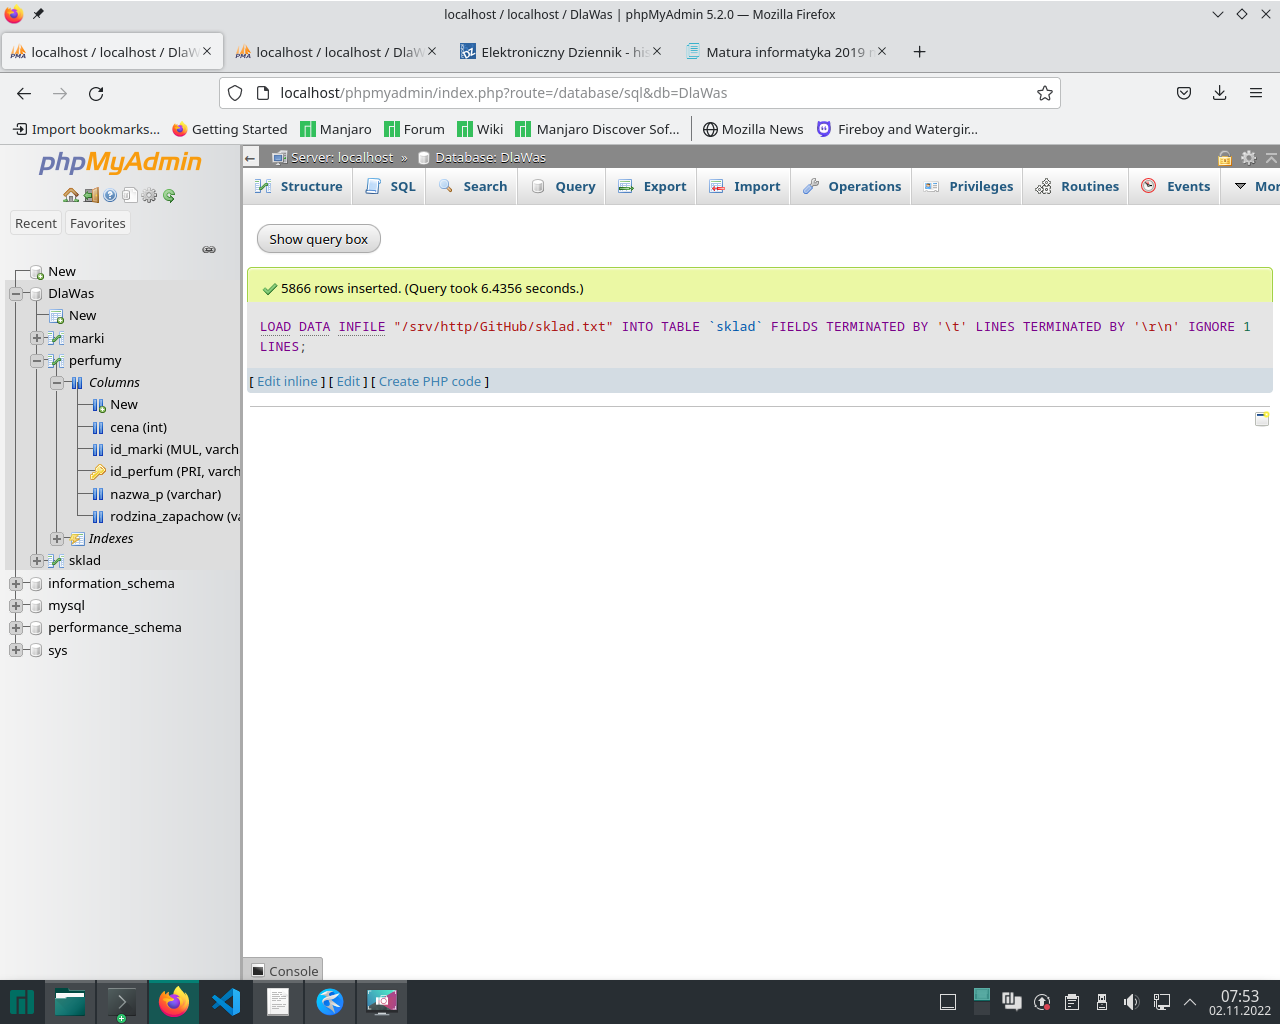 localhost / localhost / DlaWas | phpMyAdmin 5.2.0 — Mozilla Firefox
localhost / localhost / DlaW
localhost / localhost / DlaW
Elektroniczny Dziennik - his
Matura informatyka 2019 r
localhost/phpmyadmin/index.php?route=/database/sql&db=DlaWas
Import bookmarks...
Getting Started
Manjaro
Forum
Wiki
Manjaro Discover Sof...
Mozilla News
Fireboy and Watergir...
phpMyAdmin
Recent
Favorites
New
DlaWas
New
marki
perfumy
Columns
New
cena (int)
id_marki (MUL, varch
id_perfum (PRI, varch
nazwa_p (varchar)
rodzina_zapachow (va
Indexes
sklad
information_schema
mysql
performance_schema
sys
Server: localhost » Database: DlaWas
Structure
SQL
Search
Query
Export
Import
Operations
Privileges
Routines
Events
Mor
Show query box
5866 rows inserted. (Query took 6.4356 seconds.)
LOAD DATA INFILE "/srv/http/GitHub/sklad.txt" INTO TABLE `sklad` FIELDS TERMINATED BY '\t' LINES TERMINATED BY '\r\n' IGNORE 1
LINES;
[ Edit inline ] [ Edit ] [ Create PHP code ]
Console
07:53
02.11.2022